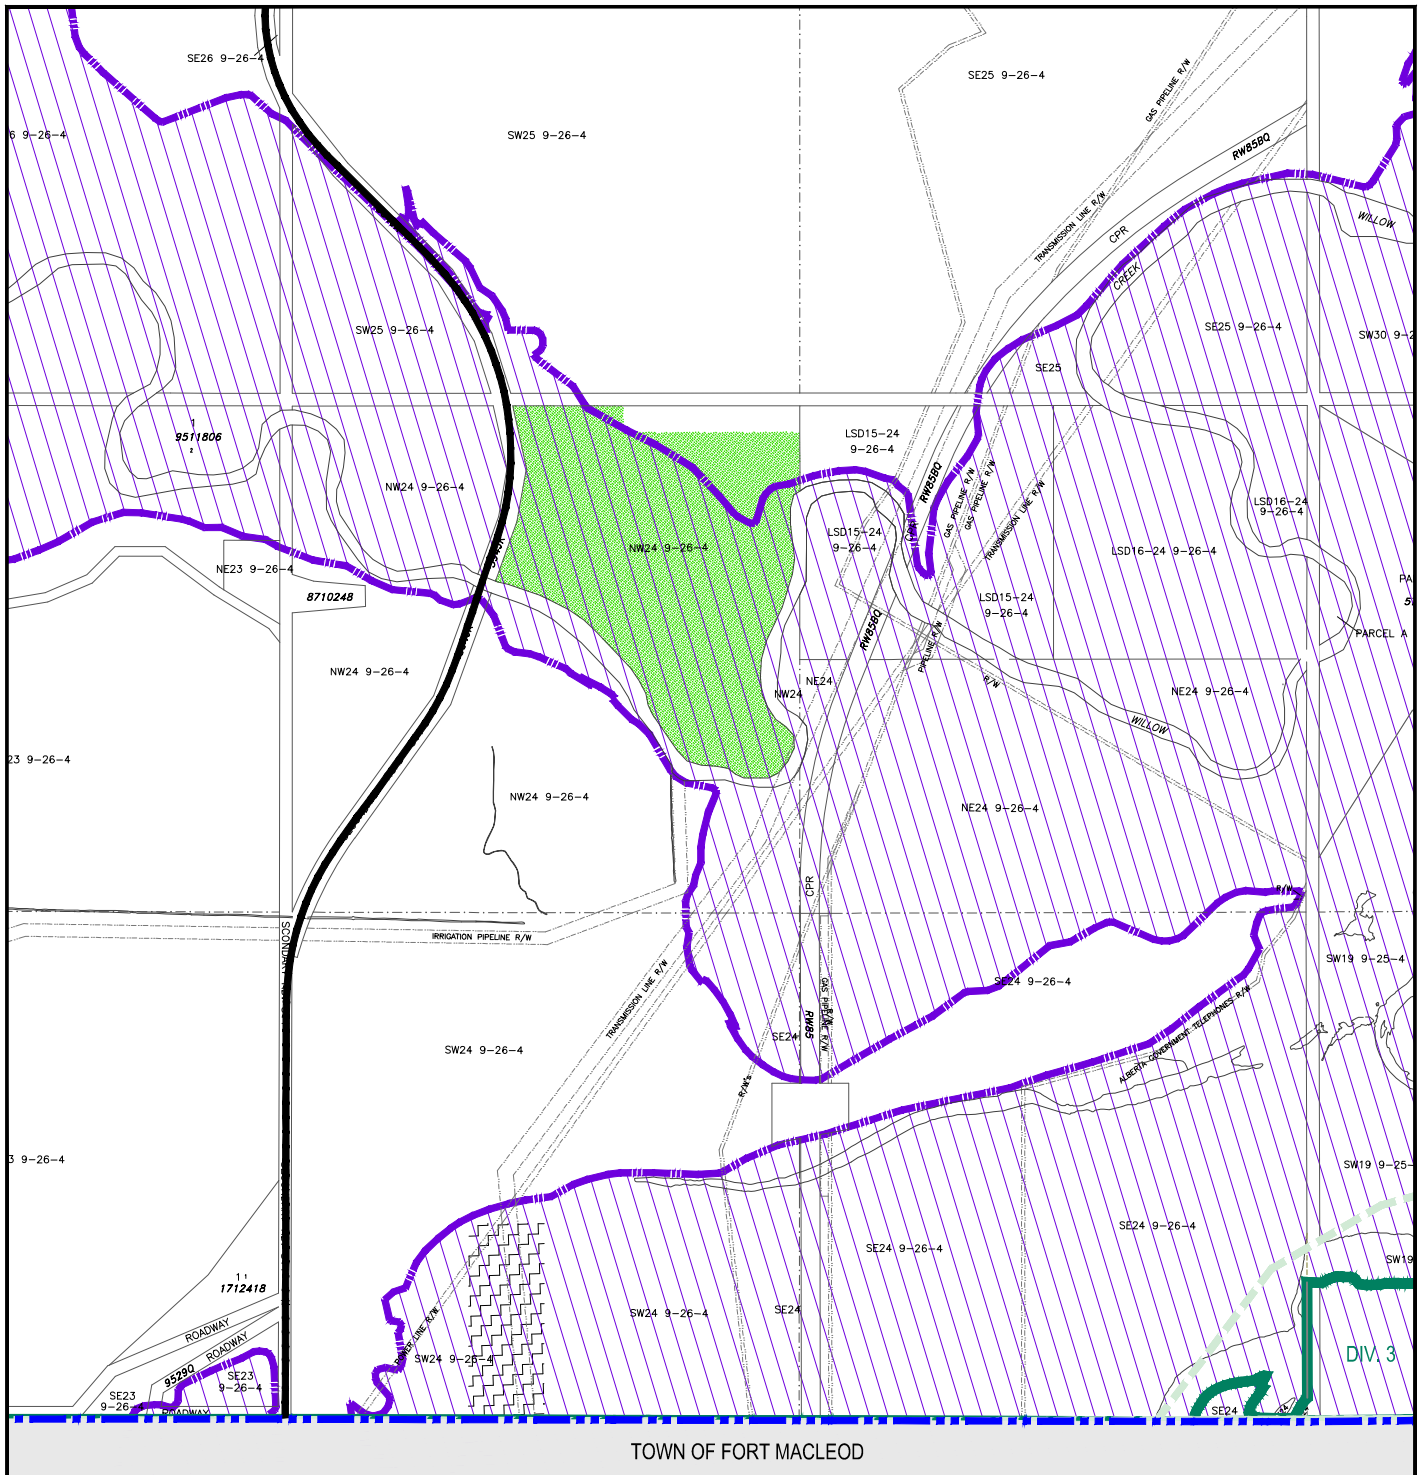 SE26 9-26-4
SE25 9-26-4
GAS PIPELINE R/W
6 9-26-4
SW25 9-26-4
RW85BQ
TRANSMISSION LINE R/W
CPR
WILLOW
CREEK
SW25 9-26-4
SE25 9-26-4
SW30 9-2
SE25
1
9511806
2
LSD15-24
9-26-4
RW85BQ
GAS PIPELINE R/W
GAS PIPELINE R/W
TRANSMISSION LINE R/W
NW24 9-26-4
LSD16-24
9-26-4
LSD15-24
9-26-4
NW24 9-26-4
LSD16-24 9-26-4
NE23 9-26-4
8710248
LSD15-24
9-26-4
PA
5
RW85BQ
PIPELINE R/W
PARCEL A
NW24 9-26-4
R/W
NE24
NW24
NE24 9-26-4
WILLOW
23 9-26-4
NW24 9-26-4
NE24 9-26-4
CPR
R/W
IRRIGATION PIPELINE R/W
TRANSMISSION LINE R/W
SE24 9-26-4
SW19 9-25-4
GAS PIPELINE R/W
R/W
RW85
SE24
SW24 9-26-4
ALBERTA GOVERNMENT TELEPHONES R/W
R/W's
3 9-26-4
SW19 9-25-
SE24 9-26-4
SE24 9-26-4
SW19
1
1712418
SW24 9-26-4
SE24
ROADWAY
ROADWAY
POWER LINE R/W
SW24 9-26-4
DIV. 3
9529Q
SE23
9-26-4
SE23
9-26-
ROADWAY
SE24
TOWN OF FORT MACLEOD